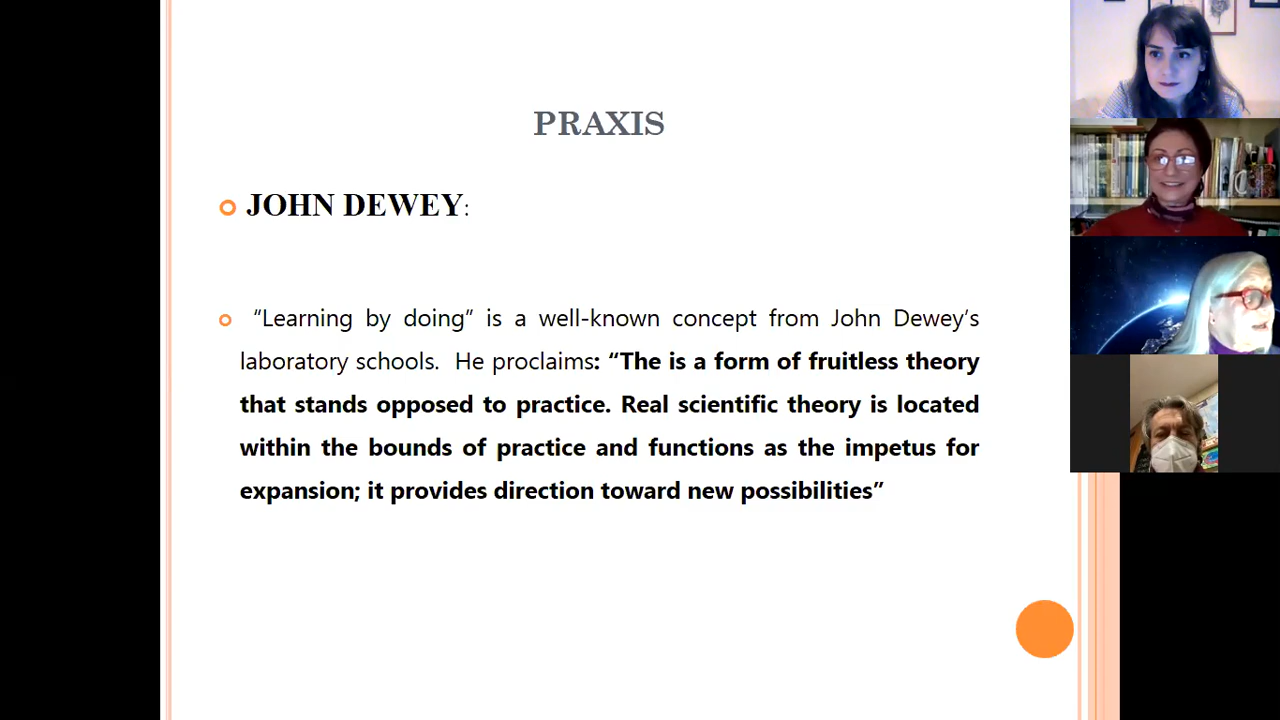 PRAXIS
JOHN DEWEY:
“Learning by doing” is a well-known concept from John Dewey’s
laboratory schools. He proclaims: “The is a form of fruitless theory
that stands opposed to practice. Real scientific theory is located
within the bounds of practice and functions as the impetus for
expansion; it provides direction toward new possibilities”